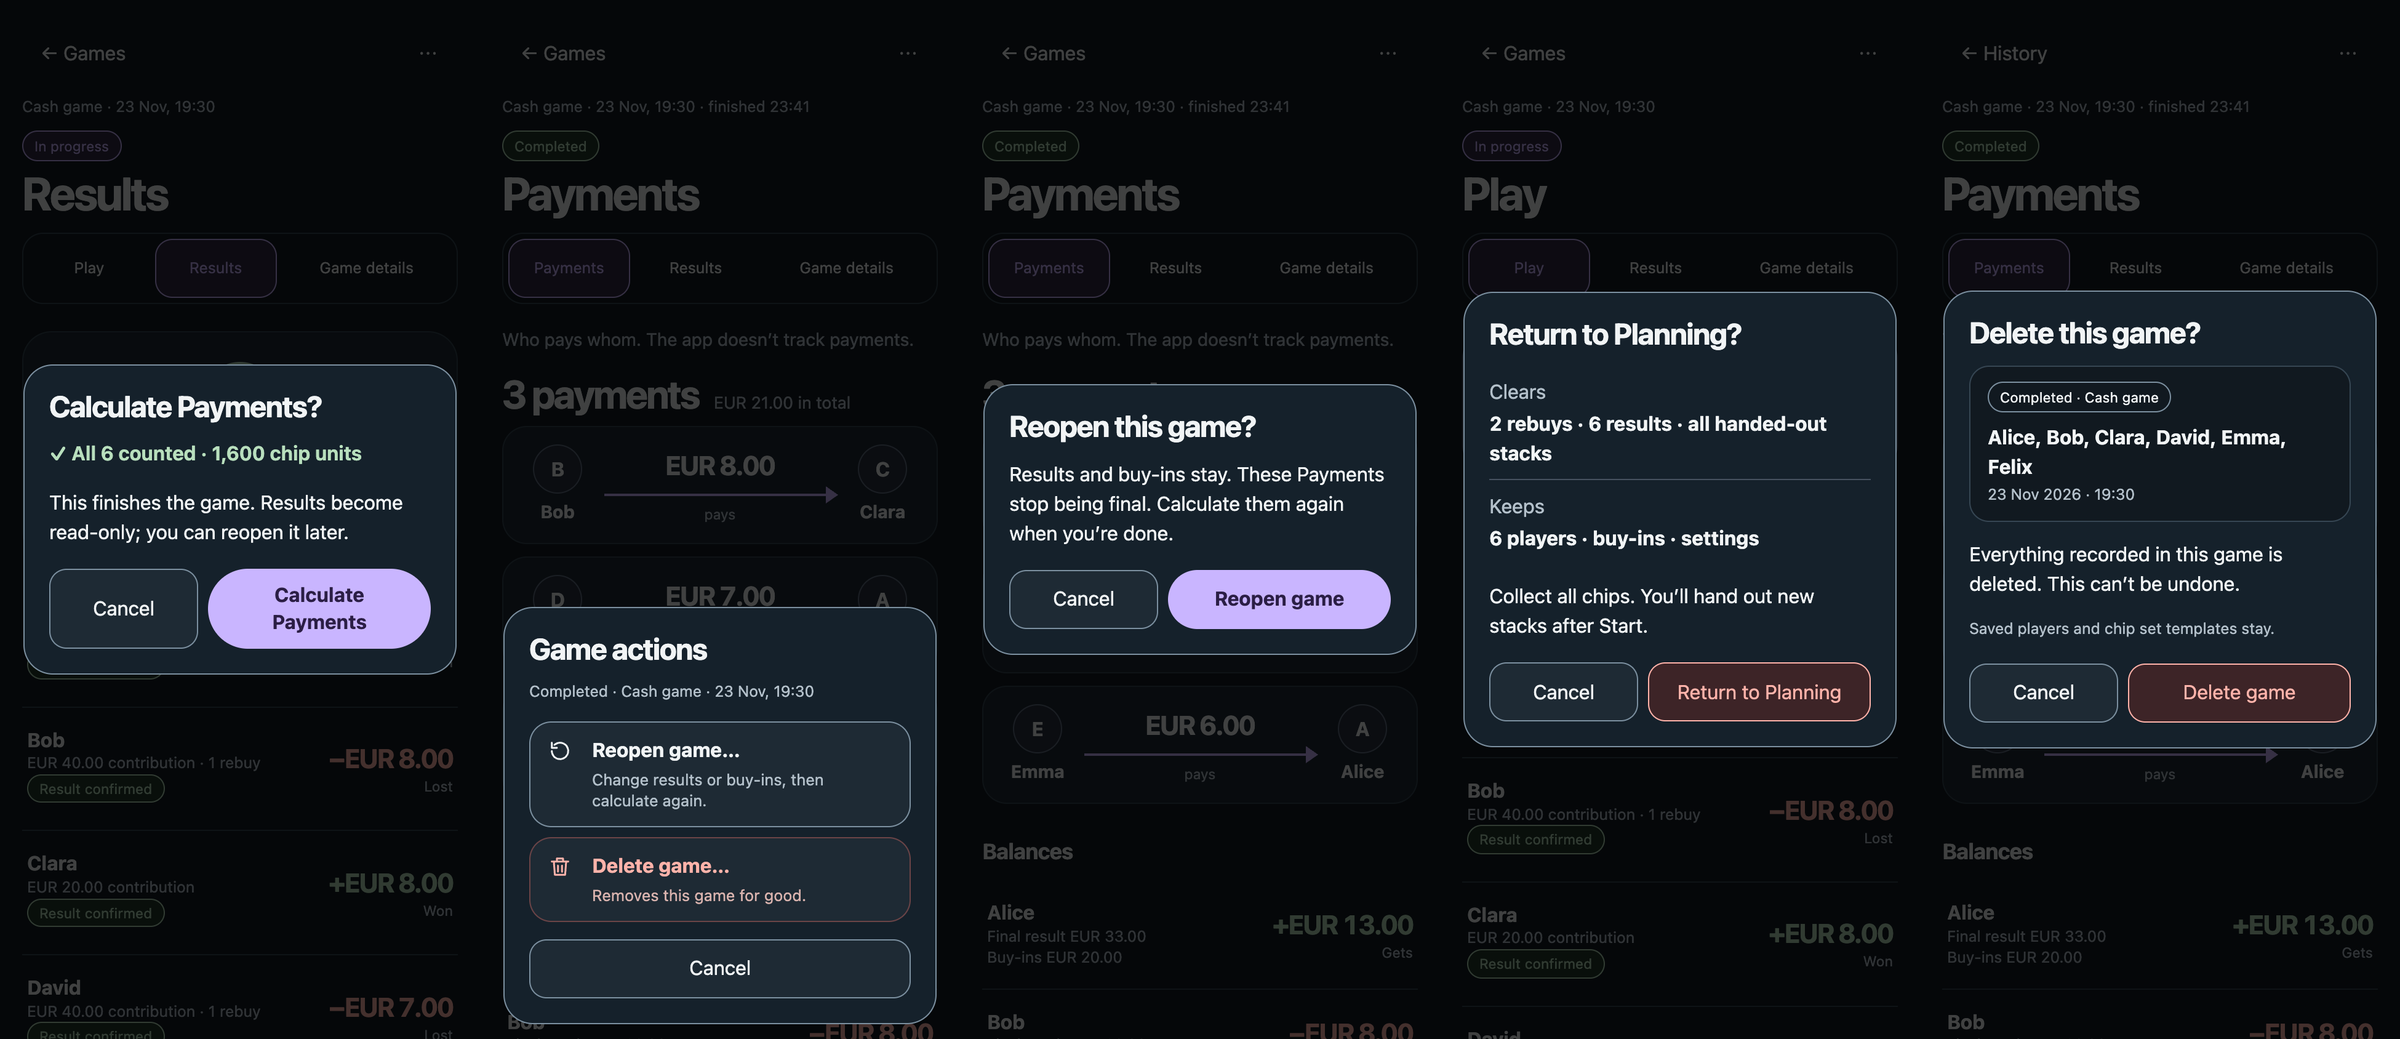 ← Games
...
Cash game · 23 Nov, 19:30
In progress
Results
Play
Results
Game details
Calculate Payments?
✓ All 6 counted · 1,600 chip units
This finishes the game. Results become
read-only; you can reopen it later.
Cancel
Calculate
Payments
Bob
EUR 40.00 contribution · 1 rebuy
Result confirmed
−EUR 8.00
Lost
Clara
EUR 20.00 contribution
Result confirmed
+EUR 8.00
Won
David
EUR 40.00 contribution · 1 rebuy
Result confirmed
−EUR 7.00
Lost
← Games
...
Cash game · 23 Nov, 19:30 · finished 23:41
Completed
Payments
Payments
Results
Game details
Who pays whom. The app doesn’t track payments.
3 payments EUR 21.00 in total
B
Bob
EUR 8.00
pays
C
Clara
D
EUR 7.00
A
Game actions
Completed · Cash game · 23 Nov, 19:30
Reopen game...
Change results or buy-ins, then
calculate again.
Delete game...
Removes this game for good.
Cancel
Bob
−EUR 8.00
← Games
...
Cash game · 23 Nov, 19:30 · finished 23:41
Completed
Payments
Payments
Results
Game details
Who pays whom. The app doesn’t track payments.
Reopen this game?
Results and buy-ins stay. These Payments
stop being final. Calculate them again
when you’re done.
Cancel
Reopen game
E
Emma
EUR 6.00
pays
A
Alice
Balances
Alice
Final result EUR 33.00
Buy-ins EUR 20.00
+EUR 13.00
Gets
Bob
−EUR 8.00
← Games
...
Cash game · 23 Nov, 19:30
In progress
Play
Play
Results
Game details
Return to Planning?
Clears
2 rebuys · 6 results · all handed-out
stacks
Keeps
6 players · buy-ins · settings
Collect all chips. You’ll hand out new
stacks after Start.
Cancel
Return to Planning
Bob
EUR 40.00 contribution · 1 rebuy
Result confirmed
−EUR 8.00
Lost
Clara
EUR 20.00 contribution
Result confirmed
+EUR 8.00
Won
David
← History
...
Cash game · 23 Nov, 19:30 · finished 23:41
Completed
Payments
Payments
Results
Game details
Delete this game?
Completed · Cash game
Alice, Bob, Clara, David, Emma,
Felix
23 Nov 2026 · 19:30
Everything recorded in this game is
deleted. This can’t be undone.
Saved players and chip set templates stay.
Cancel
Delete game
Emma
pays
Alice
Balances
Alice
Final result EUR 33.00
Buy-ins EUR 20.00
+EUR 13.00
Gets
Bob
−EUR 8.00